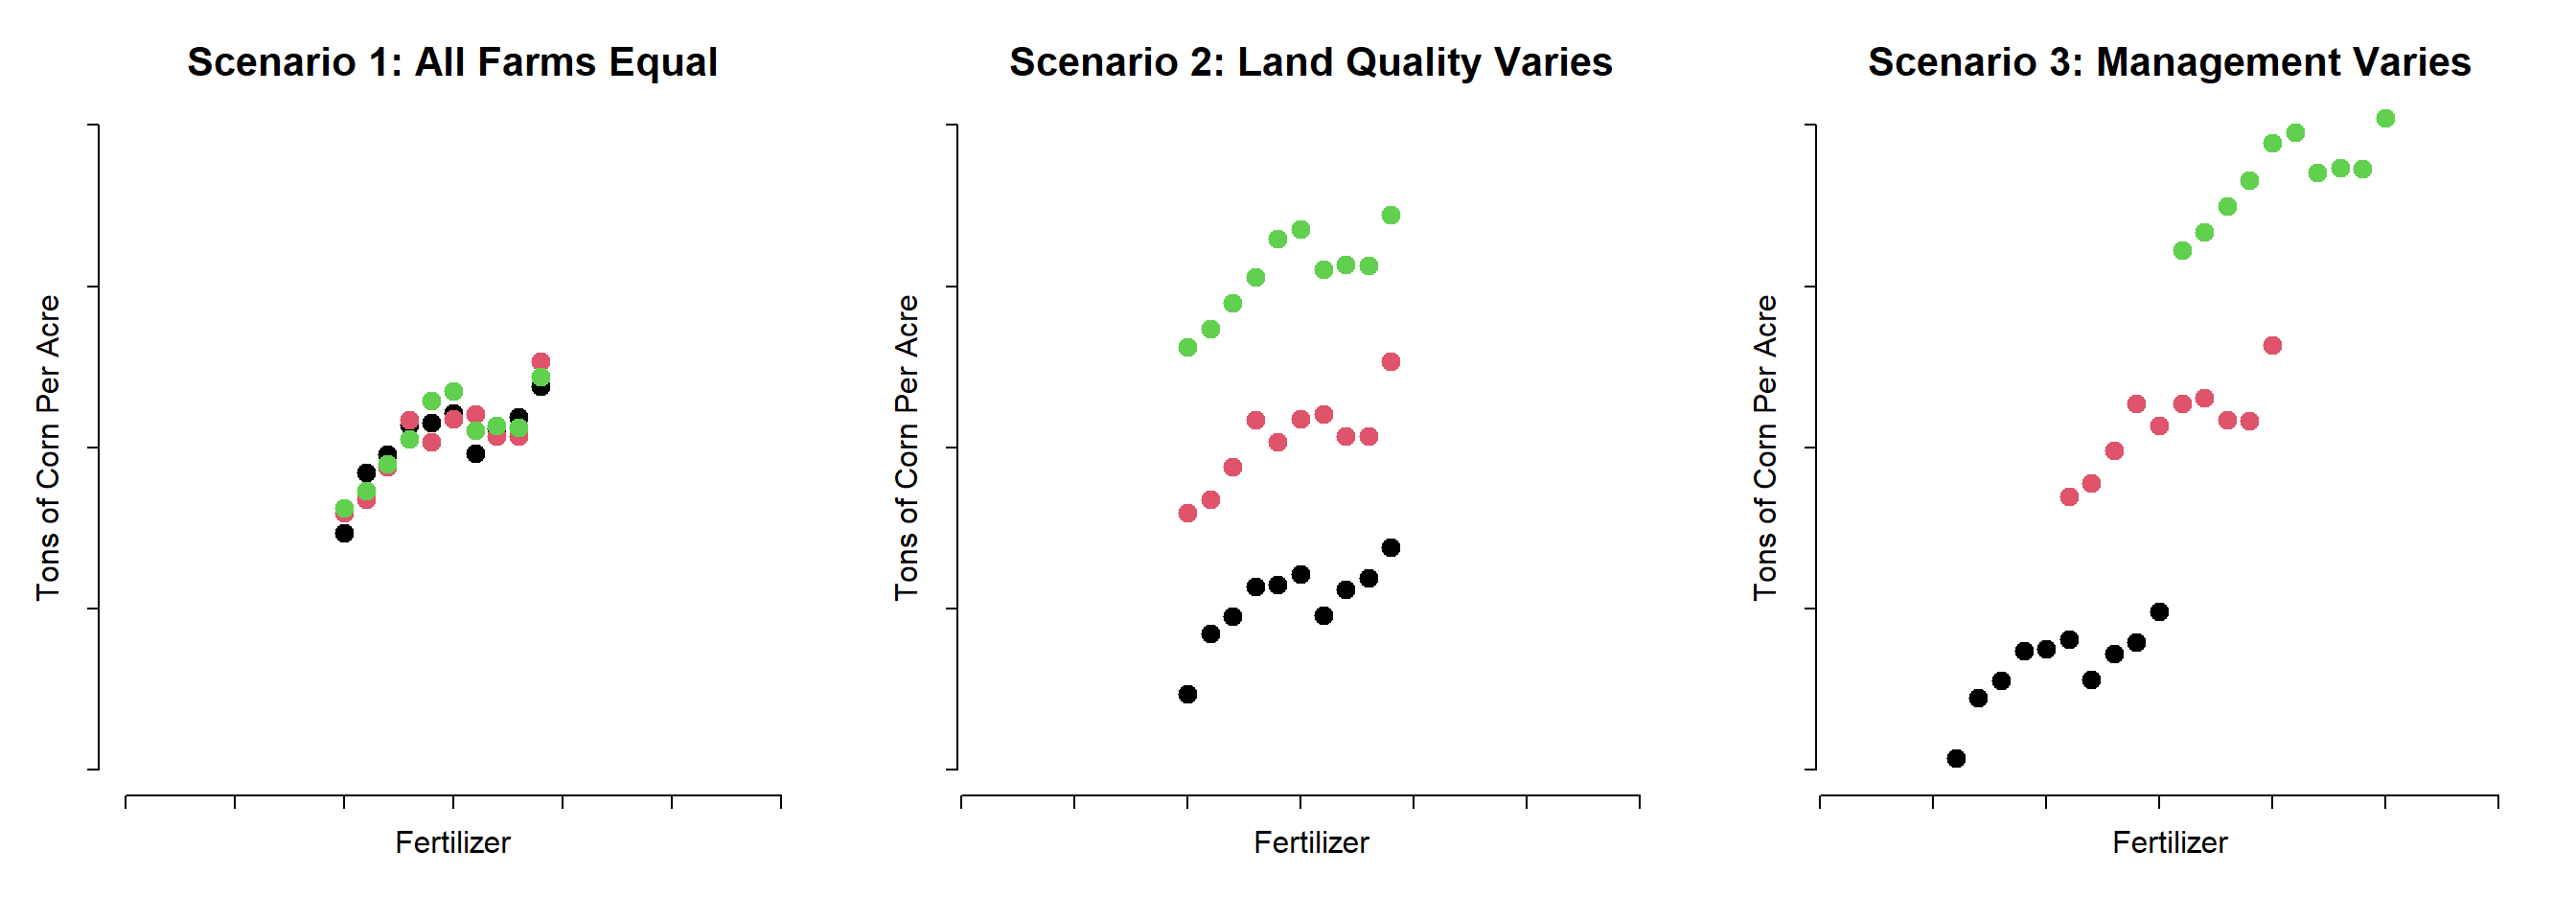 Scenario 1: All Farms Equal
Tons of Corn Per Acre
Fertilizer
Scenario 2: Land Quality Varies
Tons of Corn Per Acre
Fertilizer
Scenario 3: Management Varies
Tons of Corn Per Acre
Fertilizer